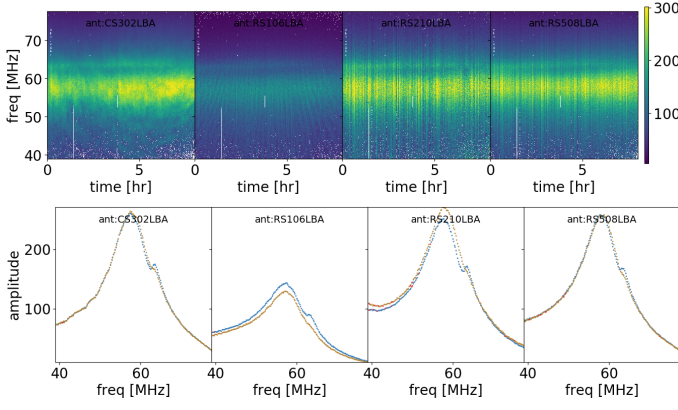 ant:CS302LBA ant:RS106LBA ant:RS210LBA ant:RS508LBA
freq [MHz]
70
60
50
40
0 5 0 5 0 5 0 5
time [hr] time [hr] time [hr] time [hr]
300
200
100
ant:CS302LBA ant:RS106LBA ant:RS210LBA ant:RS508LBA
amplitude
200
100
40 60 40 60 40 60 40 60
freq [MHz] freq [MHz] freq [MHz] freq [MHz]